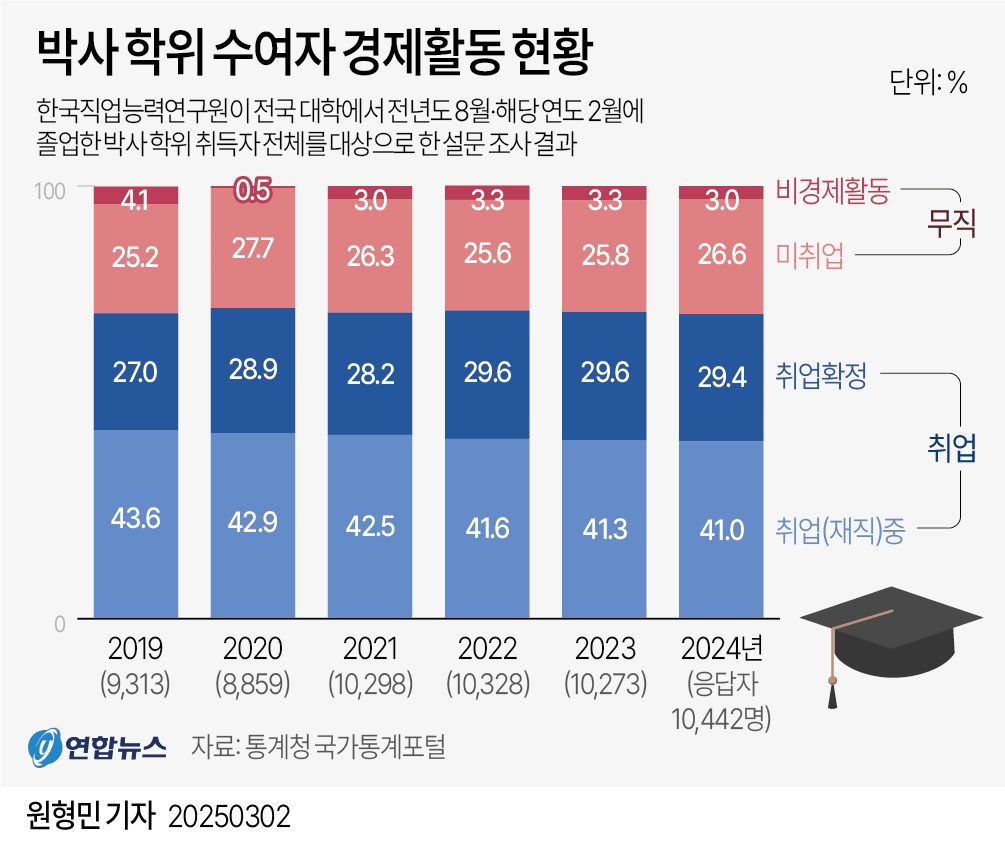 박사 학위 수여자 경제활동 현황
단위: %
한국직업능력연구원이 전국 대학에서 전년도 8월·해당 연도 2월에
졸업한 박사 학위 취득자 전체를 대상으로 한 설문 조사 결과
100
4.1 0.5 3.0 3.3 3.3 3.0 비경제활동
무직
25.2 27.7 26.3 25.6 25.8 26.6 미취업
27.0 28.9 28.2 29.6 29.6 29.4 취업확정
취업
43.6 42.9 42.5 41.6 41.3 41.0 취업(재직)중
0
2019 2020 2021 2022 2023 2024년
(9,313) (8,859) (10,298) (10,328) (10,273) (응답자
10,442명)
연합뉴스 자료: 통계청 국가통계포털
원형민 기자 20250302